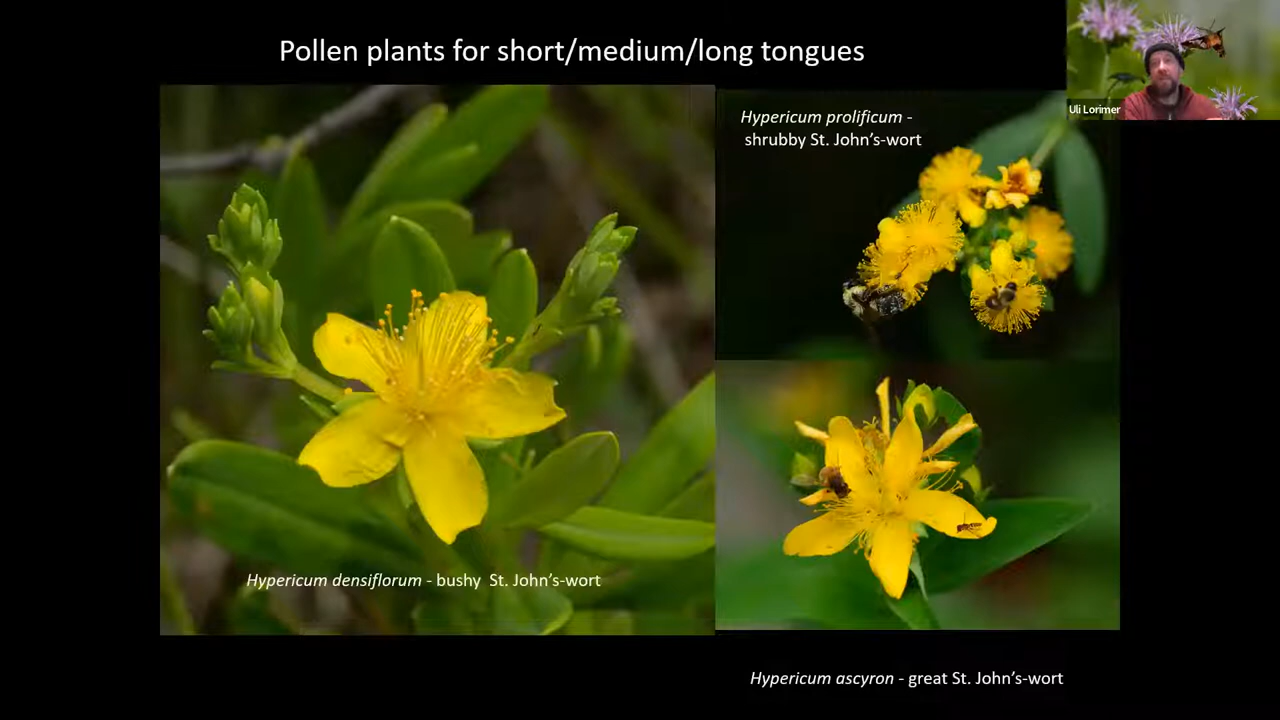 Pollen plants for short/medium/long tongues
Uli Lorimer
Hypericum prolificum -
shrubby St. John’s-wort
Hypericum densiflorum - bushy  St. John’s-wort
Hypericum ascyron - great St. John’s-wort